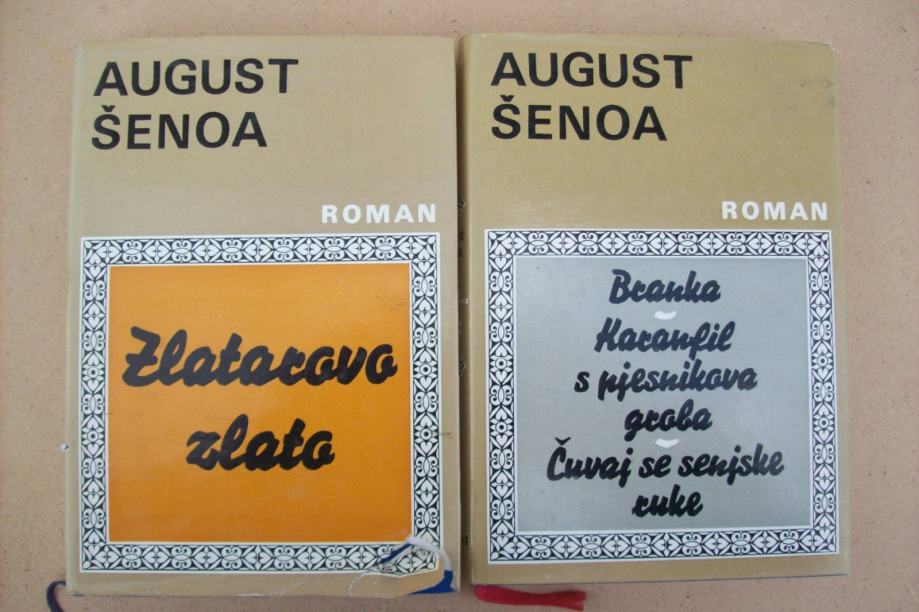 AUGUST
ŠENOA
ROMAN
Zlatarovo
zlato
AUGUST
ŠENOA
ROMAN
Branka
Karanfil
s pjesnikova
groba
Čuvaj se senjske
ruke